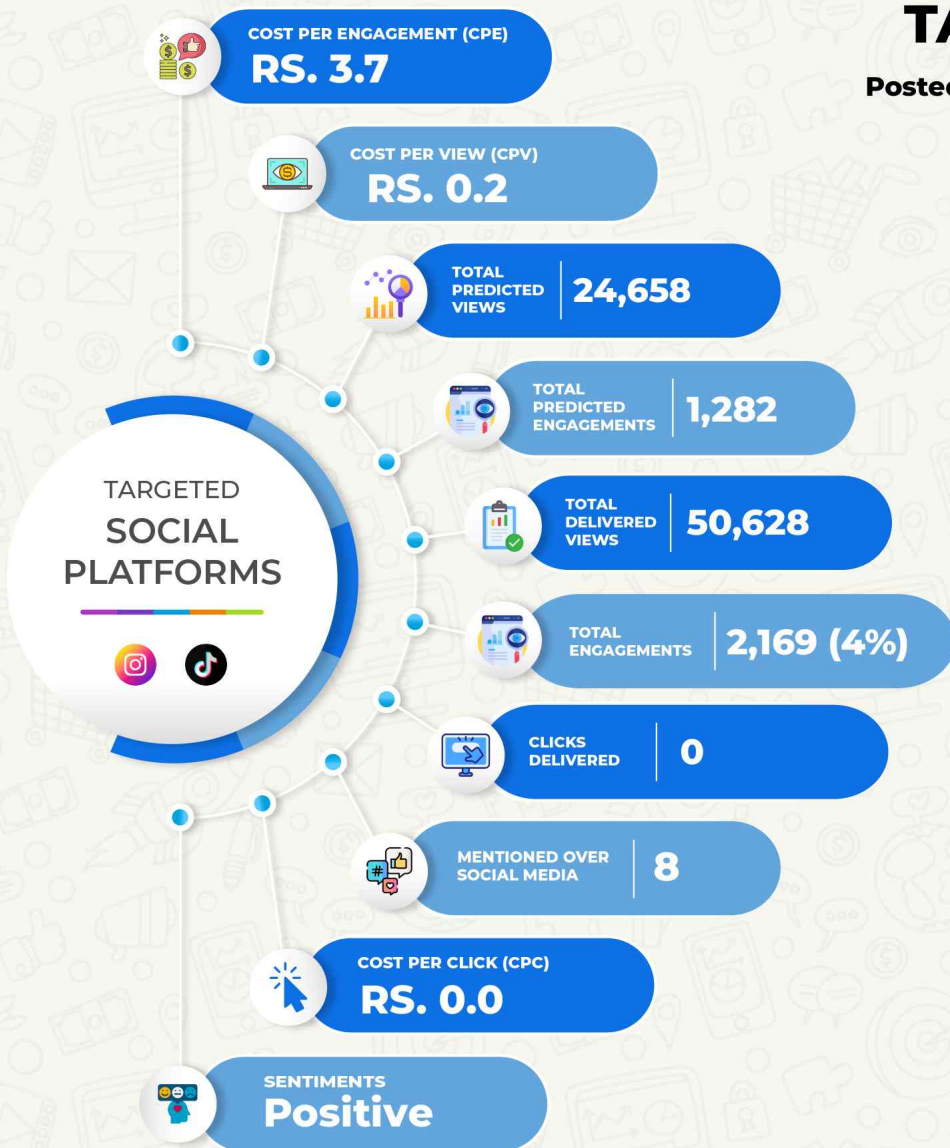 COST PER ENGAGEMENT (CPE)
RS. 3.7
COST PER VIEW (CPV)
RS. 0.2
TOTAL
PREDICTED
VIEWS
24,658
TOTAL
PREDICTED
ENGAGEMENTS
1,282
TOTAL
DELIVERED
VIEWS
50,628
TOTAL
ENGAGEMENTS
2,169 (4%)
CLICKS
DELIVERED
0
MENTIONED OVER
SOCIAL MEDIA
8
COST PER CLICK (CPC)
RS. 0.0
SENTIMENTS
Positive
TARGETED
SOCIAL
PLATFORMS